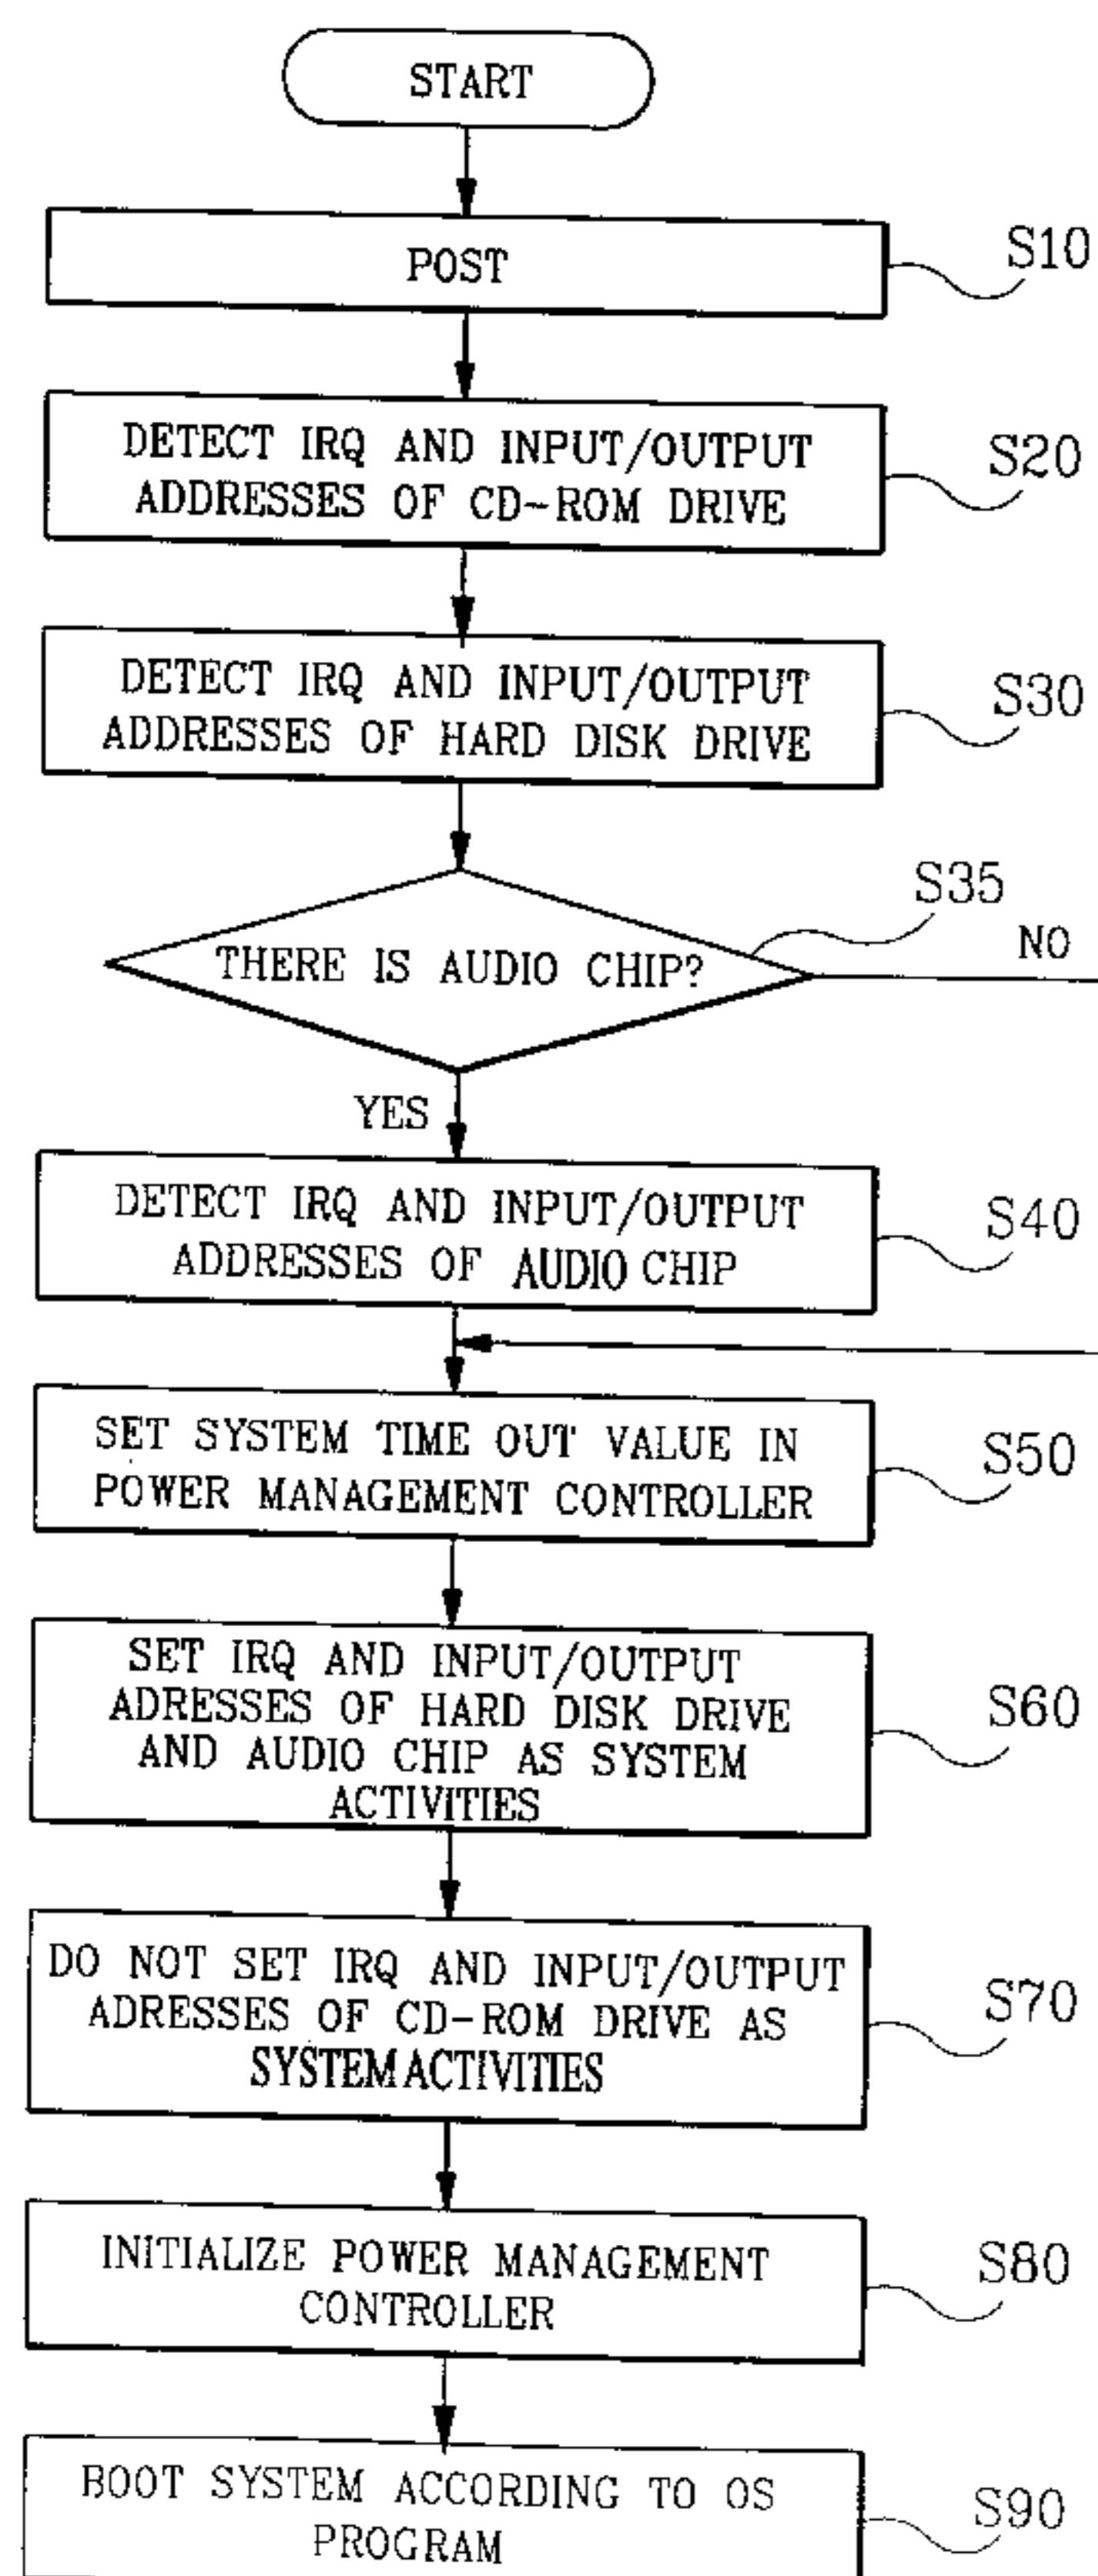 START
POST
S10
DETECT IRQ AND INPUT/OUTPUT
ADDRESSES OF CD-ROM DRIVE
S20
DETECT IRQ AND INPUT/OUTPUT
ADDRESSES OF HARD DISK DRIVE
S30
S35
THERE IS AUDIO CHIP?
NO
YES
DETECT IRQ AND INPUT/OUTPUT
ADDRESSES OF AUDIO CHIP
S40
SET SYSTEM TIME OUT VALUE IN
POWER MANAGEMENT CONTROLLER
S50
SET IRQ AND INPUT/OUTPUT
ADRESSES OF HARD DISK DRIVE
AND AUDIO CHIP AS SYSTEM
ACTIVITIES
S60
DO NOT SET IRQ AND INPUT/OUTPUT
ADRESSES OF CD-ROM DRIVE AS
SYSTEM ACTIVITIES
S70
INITIALIZE POWER MANAGEMENT
CONTROLLER
S80
BOOT SYSTEM ACCORDING TO OS
PROGRAM
S90